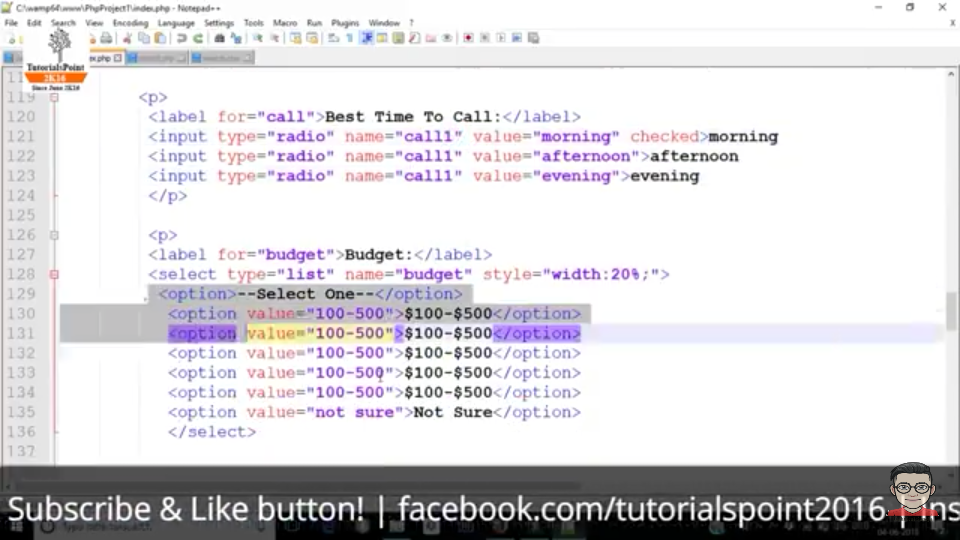 C:\wamp64\www\PhpProject1\index.php - Notepad++
File Edit Search View Encoding Language Settings Tools Macro Run Plugins Window ?
TutorialsPoint
2K16
Since June 2K16
119 <p>
120 <label for="call">Best Time To Call:</label>
121 <input type="radio" name="call1" value="morning" checked>morning
122 <input type="radio" name="call1" value="afternoon">afternoon
123 <input type="radio" name="call1" value="evening">evening
124 </p>
125
126 <p>
127 <label for="budget">Budget:</label>
128 <select type="list" name="budget" style="width:20%;">
129 <option>--Select One--</option>
130 <option value="100-500">$100-$500</option>
131 <option value="100-500">$100-$500</option>
132 <option value="100-500">$100-$500</option>
133 <option value="100-500">$100-$500</option>
134 <option value="100-500">$100-$500</option>
135 <option value="not sure">Not Sure</option>
136 </select>
137
Subscribe & Like button! | facebook.com/tutorialspoint2016 | ins